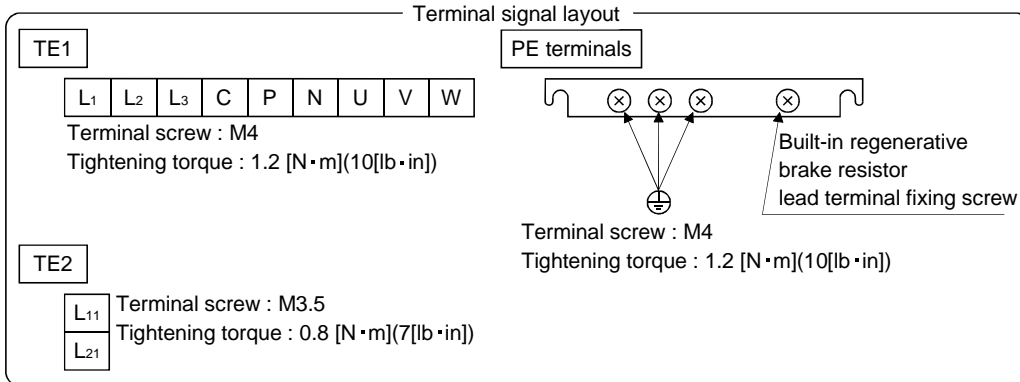 Terminal signal layout
TE1
L1 L2 L3 C P N U V W
Terminal screw : M4
Tightening torque : 1.2 [N▪m](10[lb▪in])
TE2
L11
L21
Terminal screw : M3.5
Tightening torque : 0.8 [N▪m](7[lb▪in])
PE terminals
Built-in regenerative
brake resistor
lead terminal fixing screw
Terminal screw : M4
Tightening torque : 1.2 [N▪m](10[lb▪in])